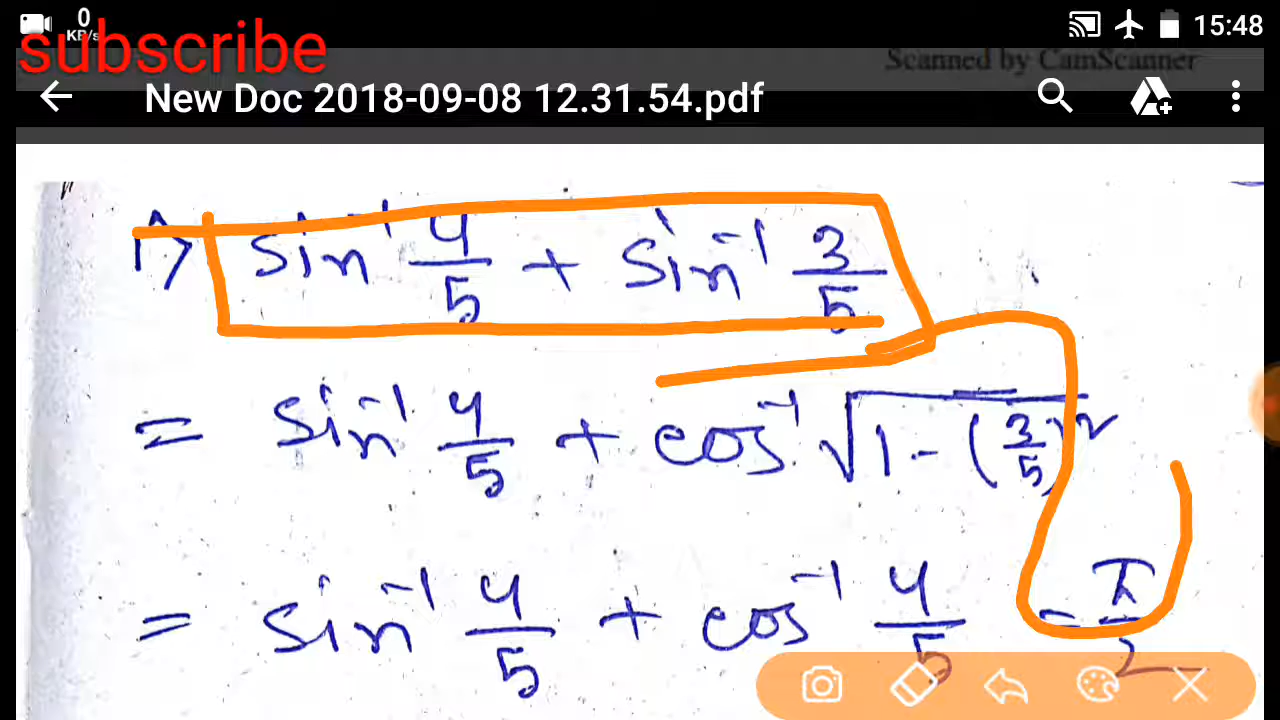 0
KB/s
15:48
subscribe
Scanned by CamScanner
New Doc 2018-09-08 12.31.54.pdf
1> sin⁻¹ 4/5 + sin⁻¹ 3/5
= sin⁻¹ 4/5 + cos⁻¹ √1-(3/5)²
= sin⁻¹ 4/5 + cos⁻¹ 4/5 = π/2